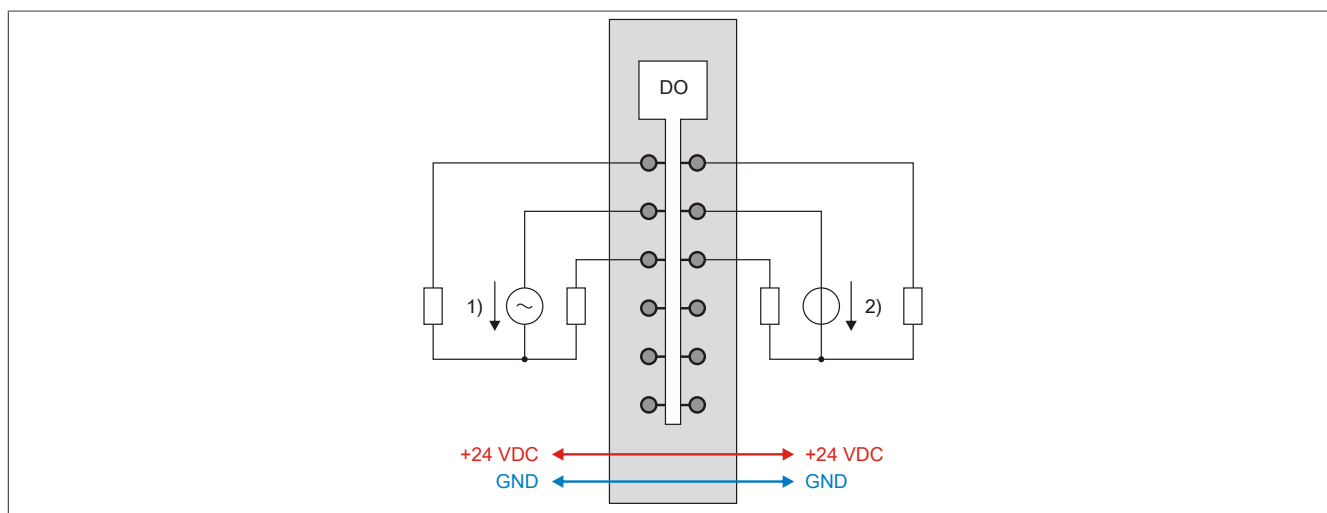 DO
1)
2)
+24 VDC
+24 VDC
GND
GND